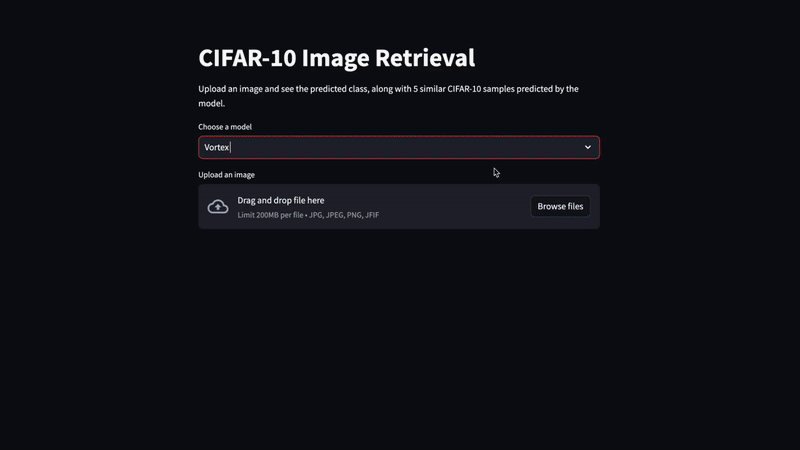 CIFAR-10 Image Retrieval
Upload an image and see the predicted class, along with 5 similar CIFAR-10 samples predicted by the
model.
Choose a model
Vortex
Upload an image
Drag and drop file here
Limit 200MB per file • JPG, JPEG, PNG, JFIF
Browse files